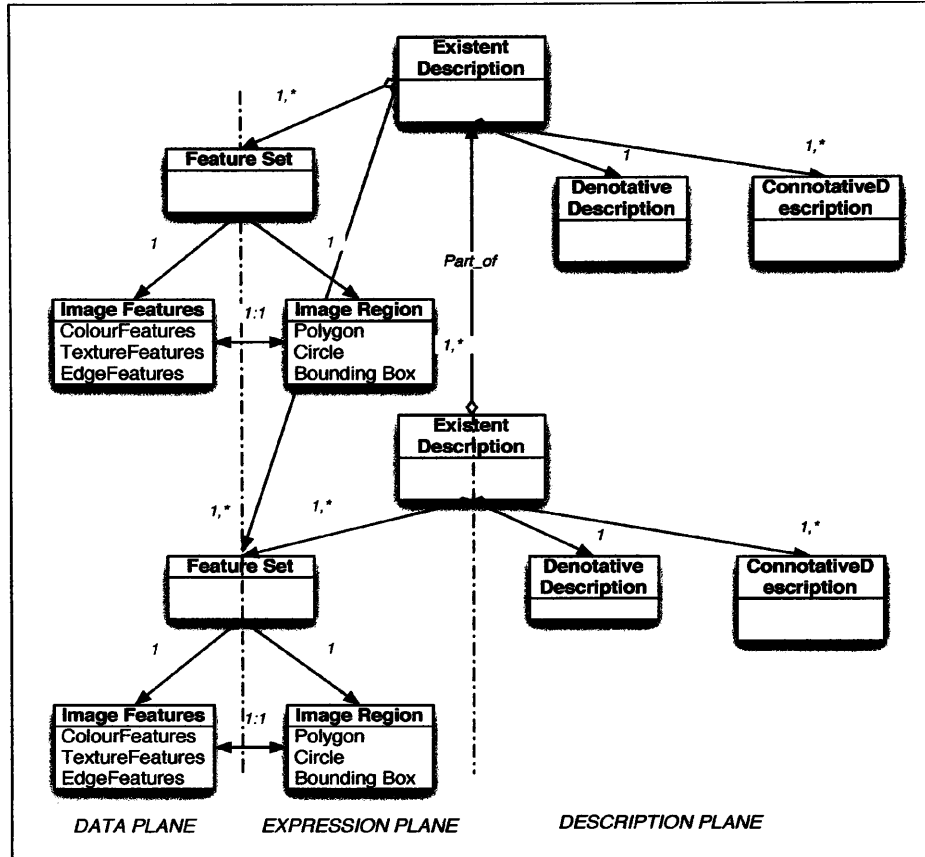 Existent
Description
1,*
Feature Set
1
1,*
Denotative
Description
ConnotativeD
escription
1
1
Part_of
Image Features
ColourFeatures
TextureFeatures
EdgeFeatures
1:1
Image Region
Polygon
Circle
Bounding Box
1,*
Existent
Description
1,*
1,*
1
1,*
Feature Set
Denotative
Description
ConnotativeD
escription
1
1
Image Features
ColourFeatures
TextureFeatures
EdgeFeatures
1:1
Image Region
Polygon
Circle
Bounding Box
DATA PLANE
EXPRESSION PLANE
DESCRIPTION PLANE